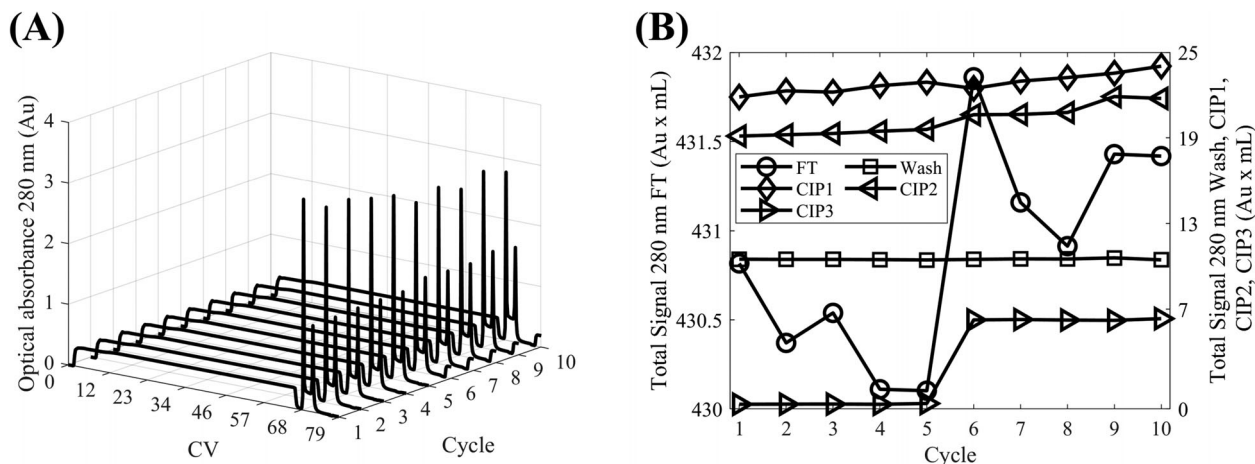 (A)
Optical absorbance 280 nm (Au)
4
3
2
1
0
0
12
23
34
46
57
68
79
CV
1
2
3
4
5
6
7
8
9
10
Cycle
(B)
Total Signal 280 nm FT (Au x mL)
432
431.5
431
430.5
430
FT
Wash
CIP1
CIP2
CIP3
1 2 3 4 5 6 7 8 9 10
Cycle
25
19
13
7
0
Total Signal 280 nm Wash, CIP1,
CIP2, CIP3 (Au x mL)